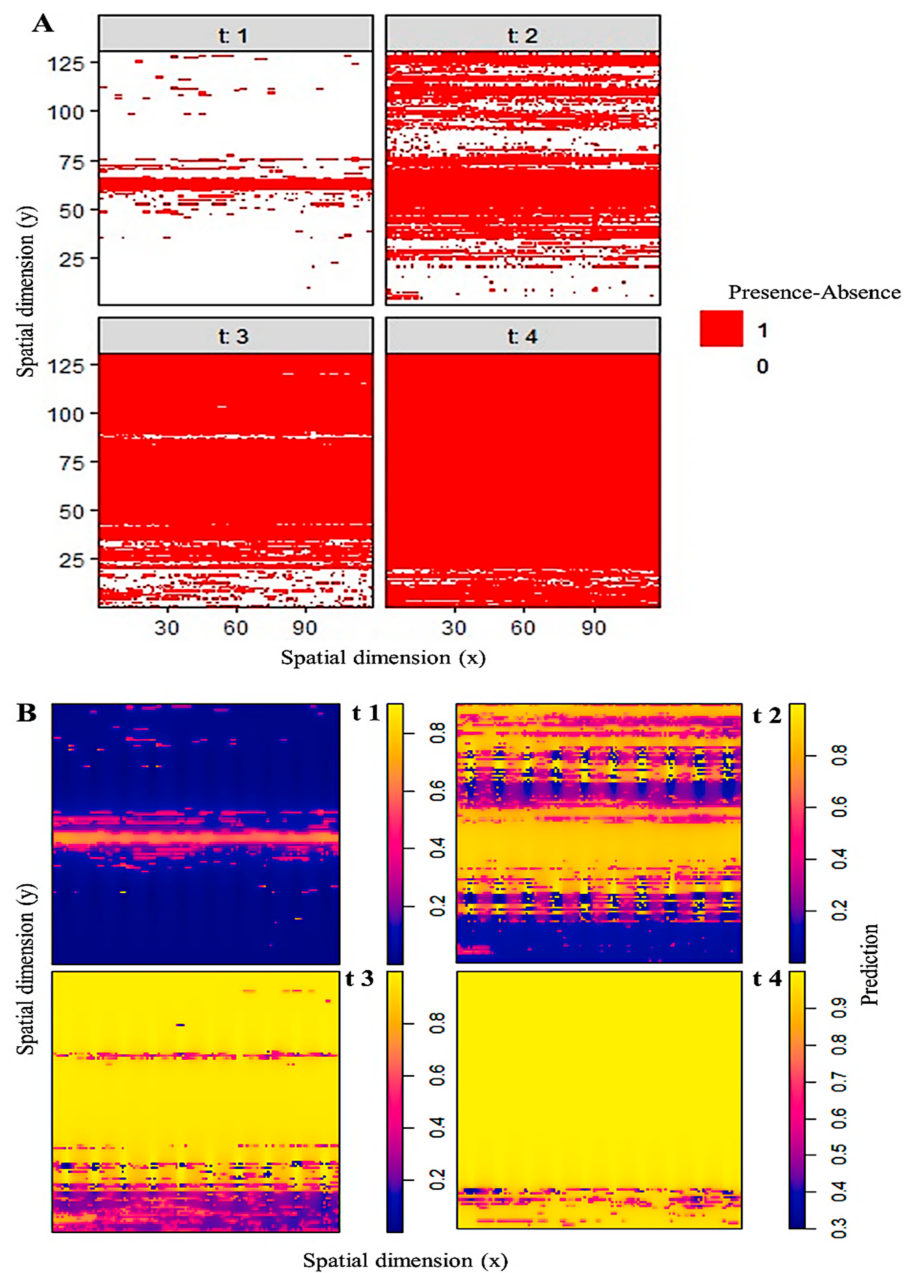 A
t: 1
t: 2
125
100
75
50
25
Spatial dimension (y)
Presence-Absence
1
0
t: 3
t: 4
125
100
75
50
25
30 60 90
30 60 90
Spatial dimension (x)
B
t 1
0.8
0.6
0.4
0.2
t 2
0.8
0.6
0.4
0.2
Spatial dimension (y)
Prediction
t 3
0.8
0.6
0.4
0.2
t 4
0.9
0.8
0.7
0.6
0.5
0.4
0.3
Spatial dimension (x)